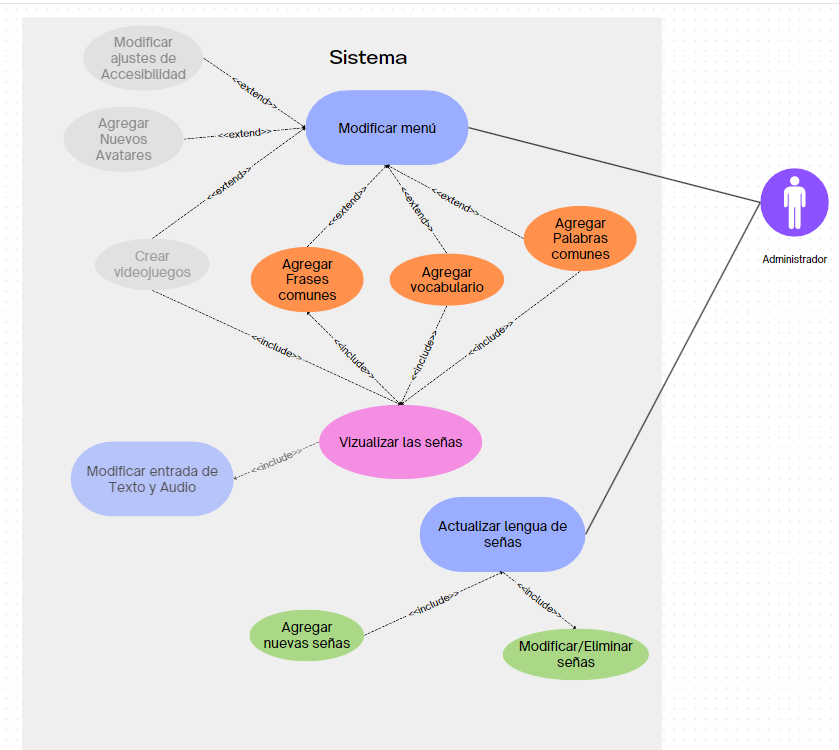 Sistema
Modificar
ajustes de
Accesibilidad
<<extend>>
Modificar menú
Agregar
Nuevos
Avatares
<<extend>>
<<extend>>
<<extend>>
<<extend>>
<<extend>>
Administrador
Crear
videojuegos
Agregar
Frases
comunes
Agregar
vocabulario
Agregar
Palabras
comunes
<<include>>
<<include>>
<<include>>
<<include>>
Vizualizar las señas
<<include>>
Modificar entrada de
Texto y Audio
Actualizar lengua de
señas
<<include>>
<<include>>
Agregar
nuevas señas
Modificar/Eliminar
señas